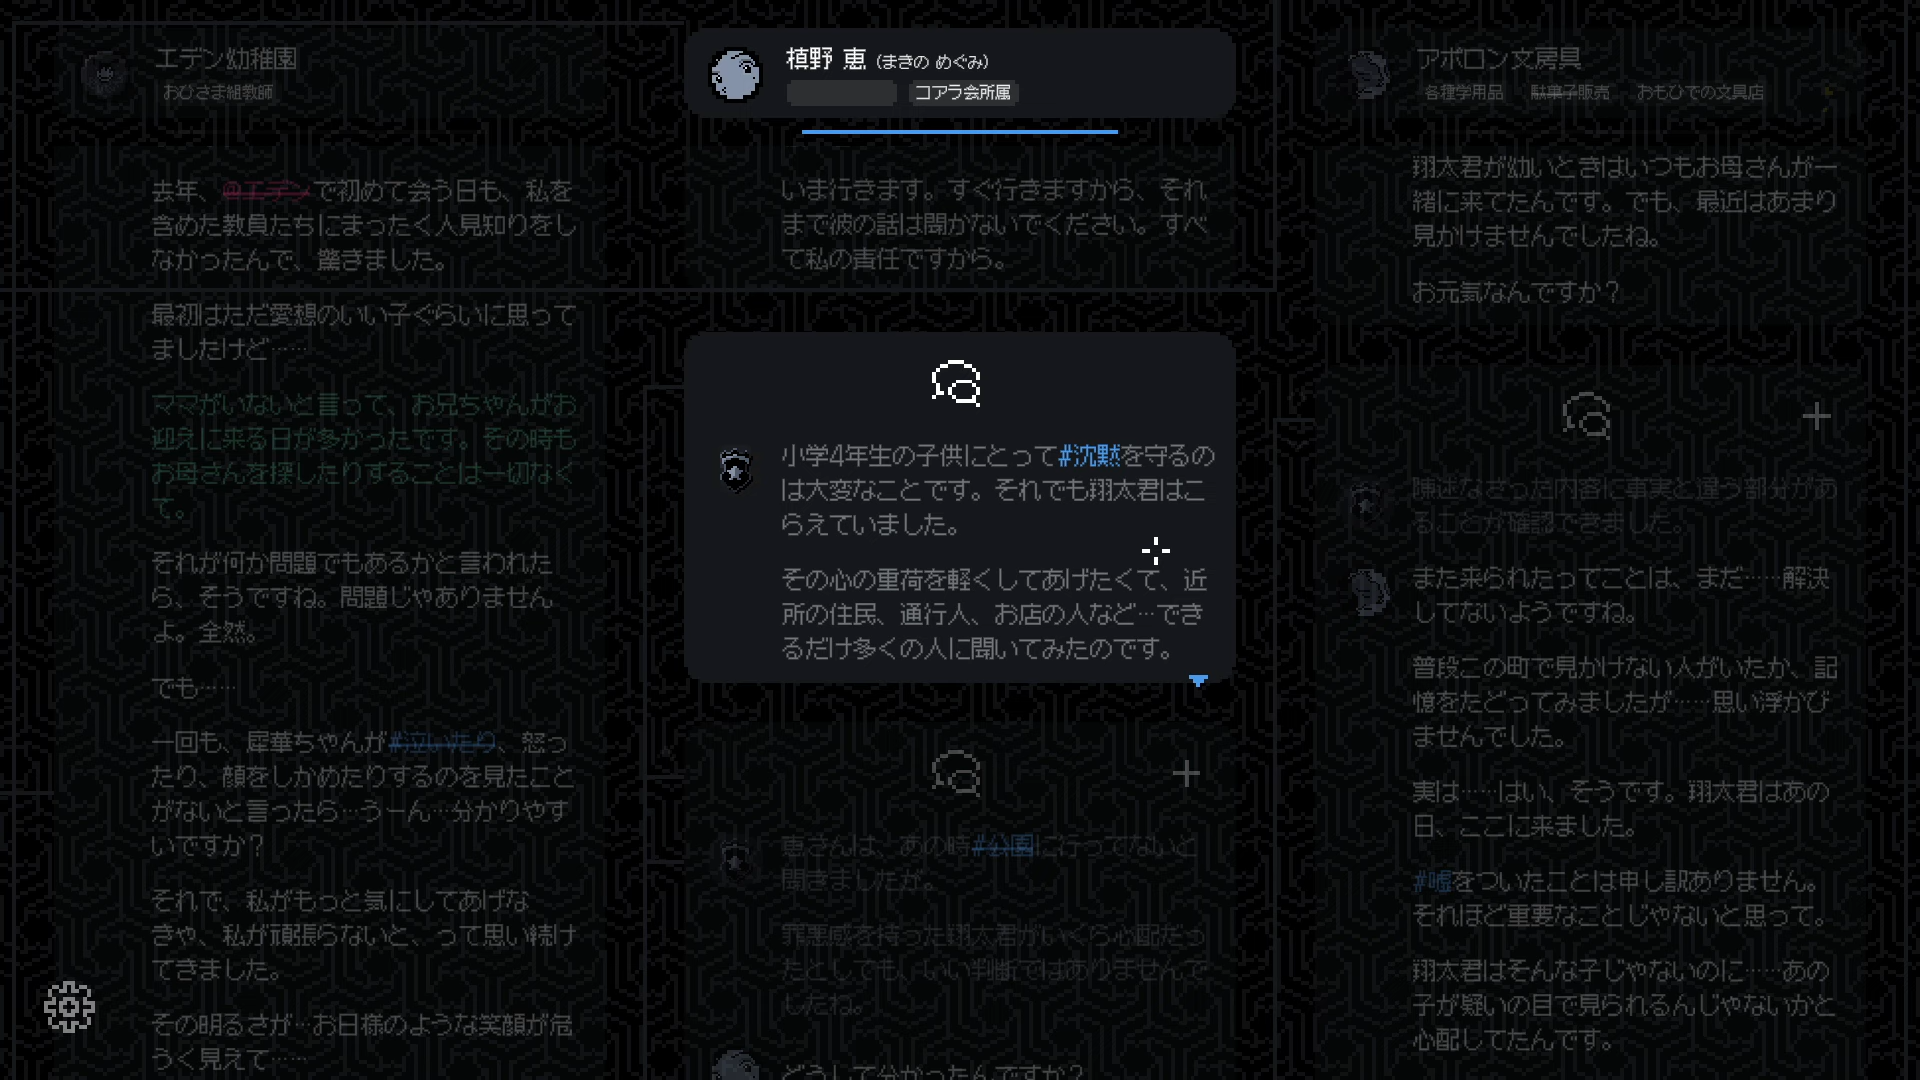 エデン幼稚園
おひさま組教師
去年、@エデンで初めて会う日も、私を
含めた教員たちにまったく人見知りをし
なかったんで、驚きました。
最初はただ愛想のいい子ぐらいに思って
ましたけど……
ママがいないと言って、お兄ちゃんがお
迎えに来る日が多かったです。その時も
お母さんを探したりすることは一切なく
て。
それが何か問題でもあるかと言われた
ら、そうですね。問題じゃありません
よ。全然。
でも……
一回も、犀華ちゃんが#泣いたり、怒っ
たり、顔をしかめたりするのを見たこと
がないと言ったら…うーん…分かりやす
いですか？
それで、私がもっと気にしてあげな
きゃ、私が頑張らないと、って思い続け
てきました。
その明るさが…お日様のような笑顔が危
うく見えて……
槙野 恵 (まきの めぐみ)
コアラ会所属
いま行きます。すぐ行きますから、それ
まで彼の話は聞かないでください。すべ
て私の責任ですから。
小学4年生の子供にとって#沈黙を守るの
は大変なことです。それでも翔太君はこ
らえていました。
その心の重荷を軽くしてあげたくて、近
所の住民、通行人、お店の人など…でき
るだけ多くの人に聞いてみたのです。
恵さんは、あの時#公園に行ってないと
聞きましたが。
罪悪感を持った翔太君がいくら心配だっ
たとしても、いい判断ではありませんで
したね。
どうして分かったんですか？
アポロン文房具
各種学用品 駄菓子販売 おもひでの文具店
翔太君が幼いときはいつもお母さんが一
緒に来てたんです。でも、最近はあまり
見かけませんでしたね。
お元気なんですか？
陳述なさった内容に事実と違う部分があ
ることが確認できました。
また来られたってことは、まだ……解決
してないようですね。
普段この町で見かけない人がいたか、記
憶をたどってみましたが……思い浮かび
ませんでした。
実は……はい、そうです。翔太君はあの
日、ここに来ました。
#嘘をついたことは申し訳ありません。
それほど重要なことじゃないと思って。
翔太君はそんな子じゃないのに……あの
子が疑いの目で見られるんじゃないかと
心配してたんです。